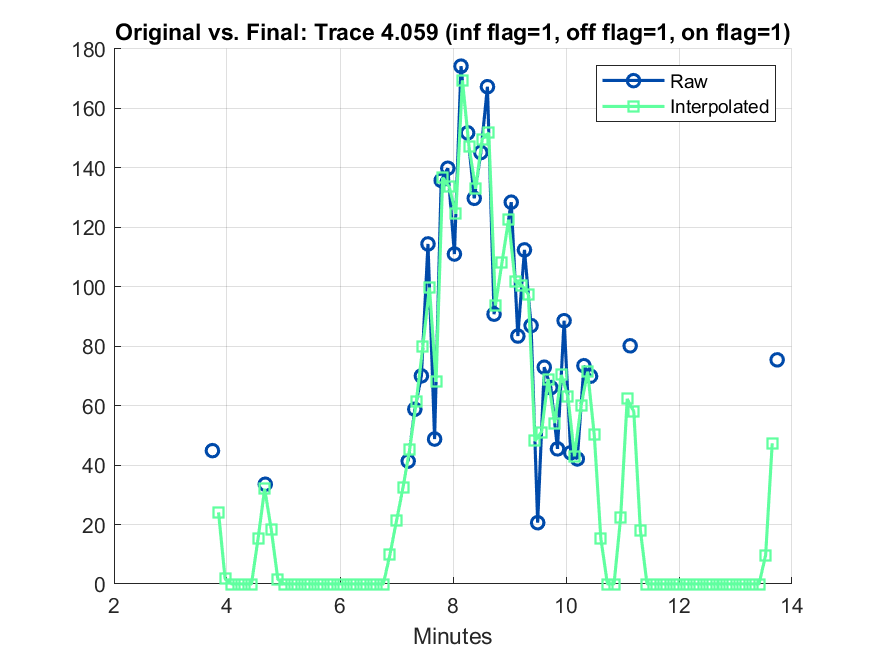 Original vs. Final: Trace 4.059 (inf flag=1, off flag=1, on flag=1)
180
160
140
120
100
80
60
40
20
0
Raw
Interpolated
2 4 6 8 10 12 14
Minutes